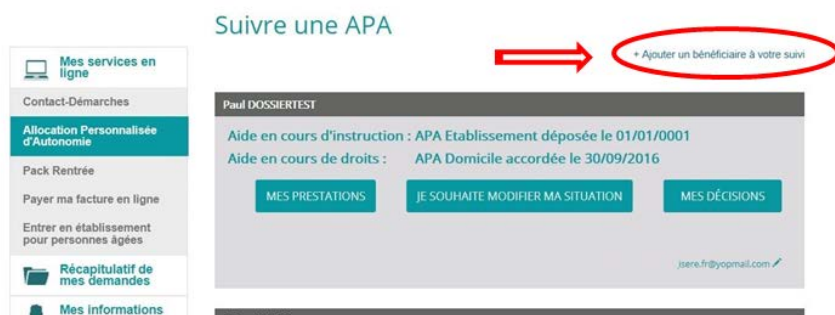 Suivre une APA
+ Ajouter un bénéficiaire à votre suivi
Mes services en
ligne
Contact-Démarches
Allocation Personnalisée
d'Autonomie
Pack Rentrée
Payer ma facture en ligne
Entrer en établissement
pour personnes âgées
Récapitulatif de
mes demandes
Mes informations
Paul DOSSIERTEST
Aide en cours d'instruction : APA Etablissement déposée le 01/01/0001
Aide en cours de droits : APA Domicile accordée le 30/09/2016
MES PRESTATIONS
JE SOUHAITE MODIFIER MA SITUATION
MES DÉCISIONS
jsere.fr@yopmail.com